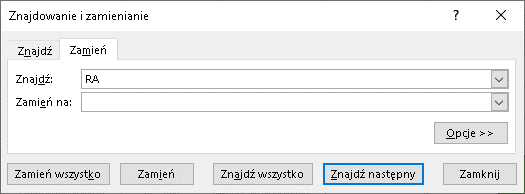 Znajdowanie i zamienianie ?
Znajdź Zamień
Znajdź: RA
Zamień na:
Opcje >>
Zamień wszystko Zamień Znajdź wszystko Znajdź następny Zamknij